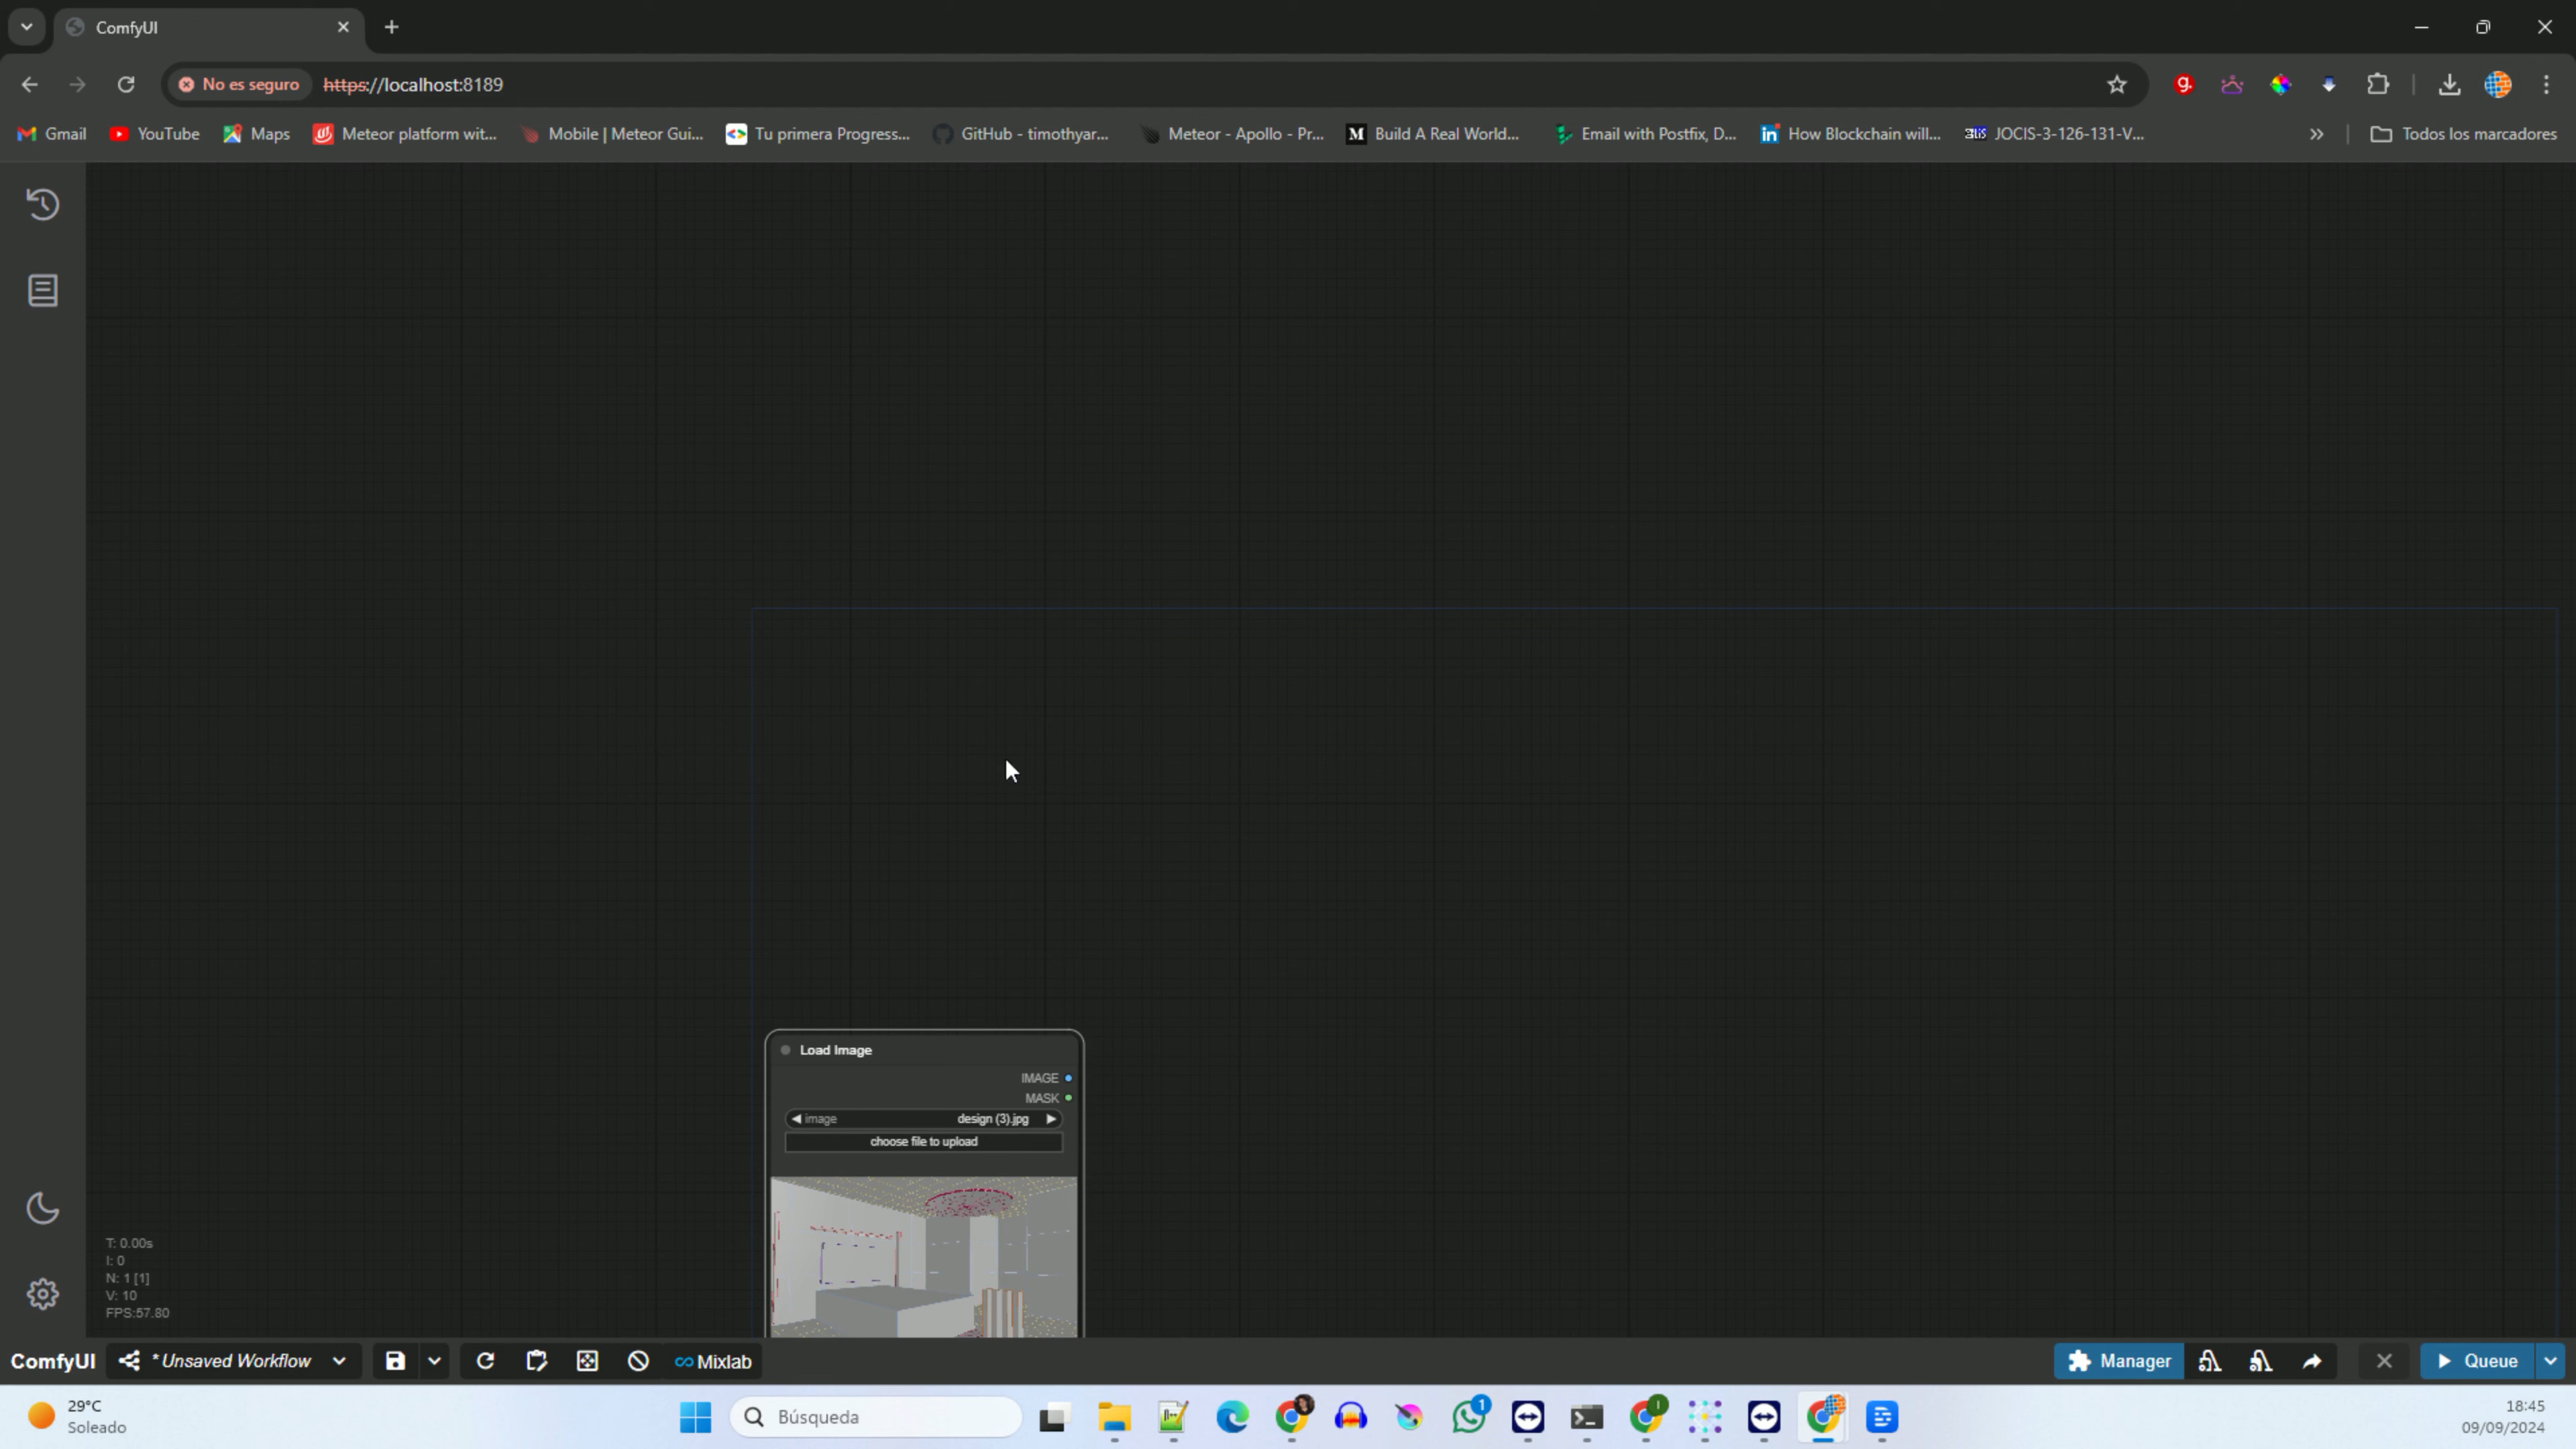 ComfyUI
No es seguro https://localhost:8189
Gmail YouTube Maps Meteor platform wit... Mobile | Meteor Gui... Tu primera Progress... GitHub - timothyar... Meteor - Apollo - Pr... Build A Real World... Email with Postfix, D... How Blockchain will... JOCIS-3-126-131-V... Todos los marcadores
Load Image
IMAGE
MASK
image design (3).jpg
choose file to upload
T: 0.00s
I: 0
N: 1 [1]
V: 10
FPS:57.80
ComfyUI * Unsaved Workflow Mixlab Manager Queue
29°C
Soleado
Búsqueda
1
18:45
09/09/2024